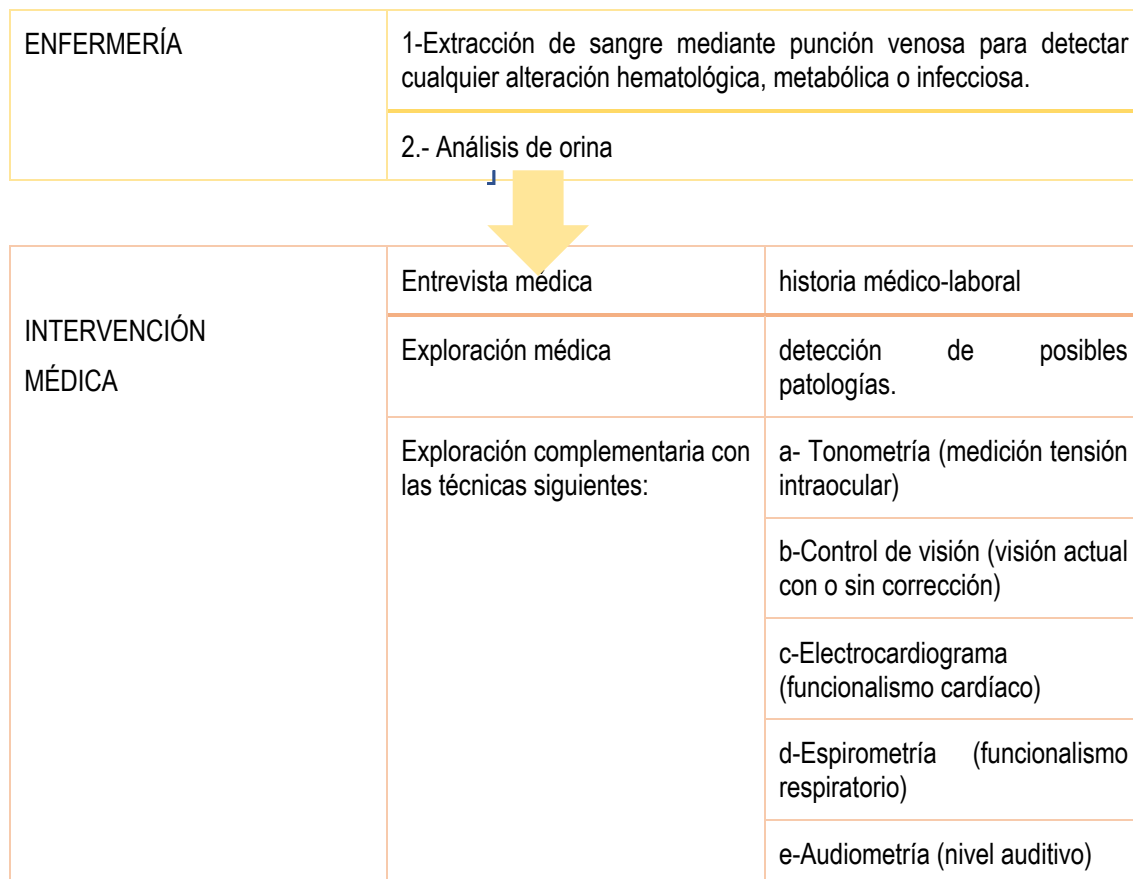 ENFERMERÍA
1-Extracción de sangre mediante punción venosa para detectar
cualquier alteración hematológica, metabólica o infecciosa.
2.- Análisis de orina
INTERVENCIÓN
MÉDICA
Entrevista médica
historia médico-laboral
Exploración médica
detección de posibles
patologías.
Exploración complementaria con
las técnicas siguientes:
a- Tonometría (medición tensión
intraocular)
b-Control de visión (visión actual
con o sin corrección)
c-Electrocardiograma
(funcionalismo cardíaco)
d-Espirometría (funcionalismo
respiratorio)
e-Audiometría (nivel auditivo)